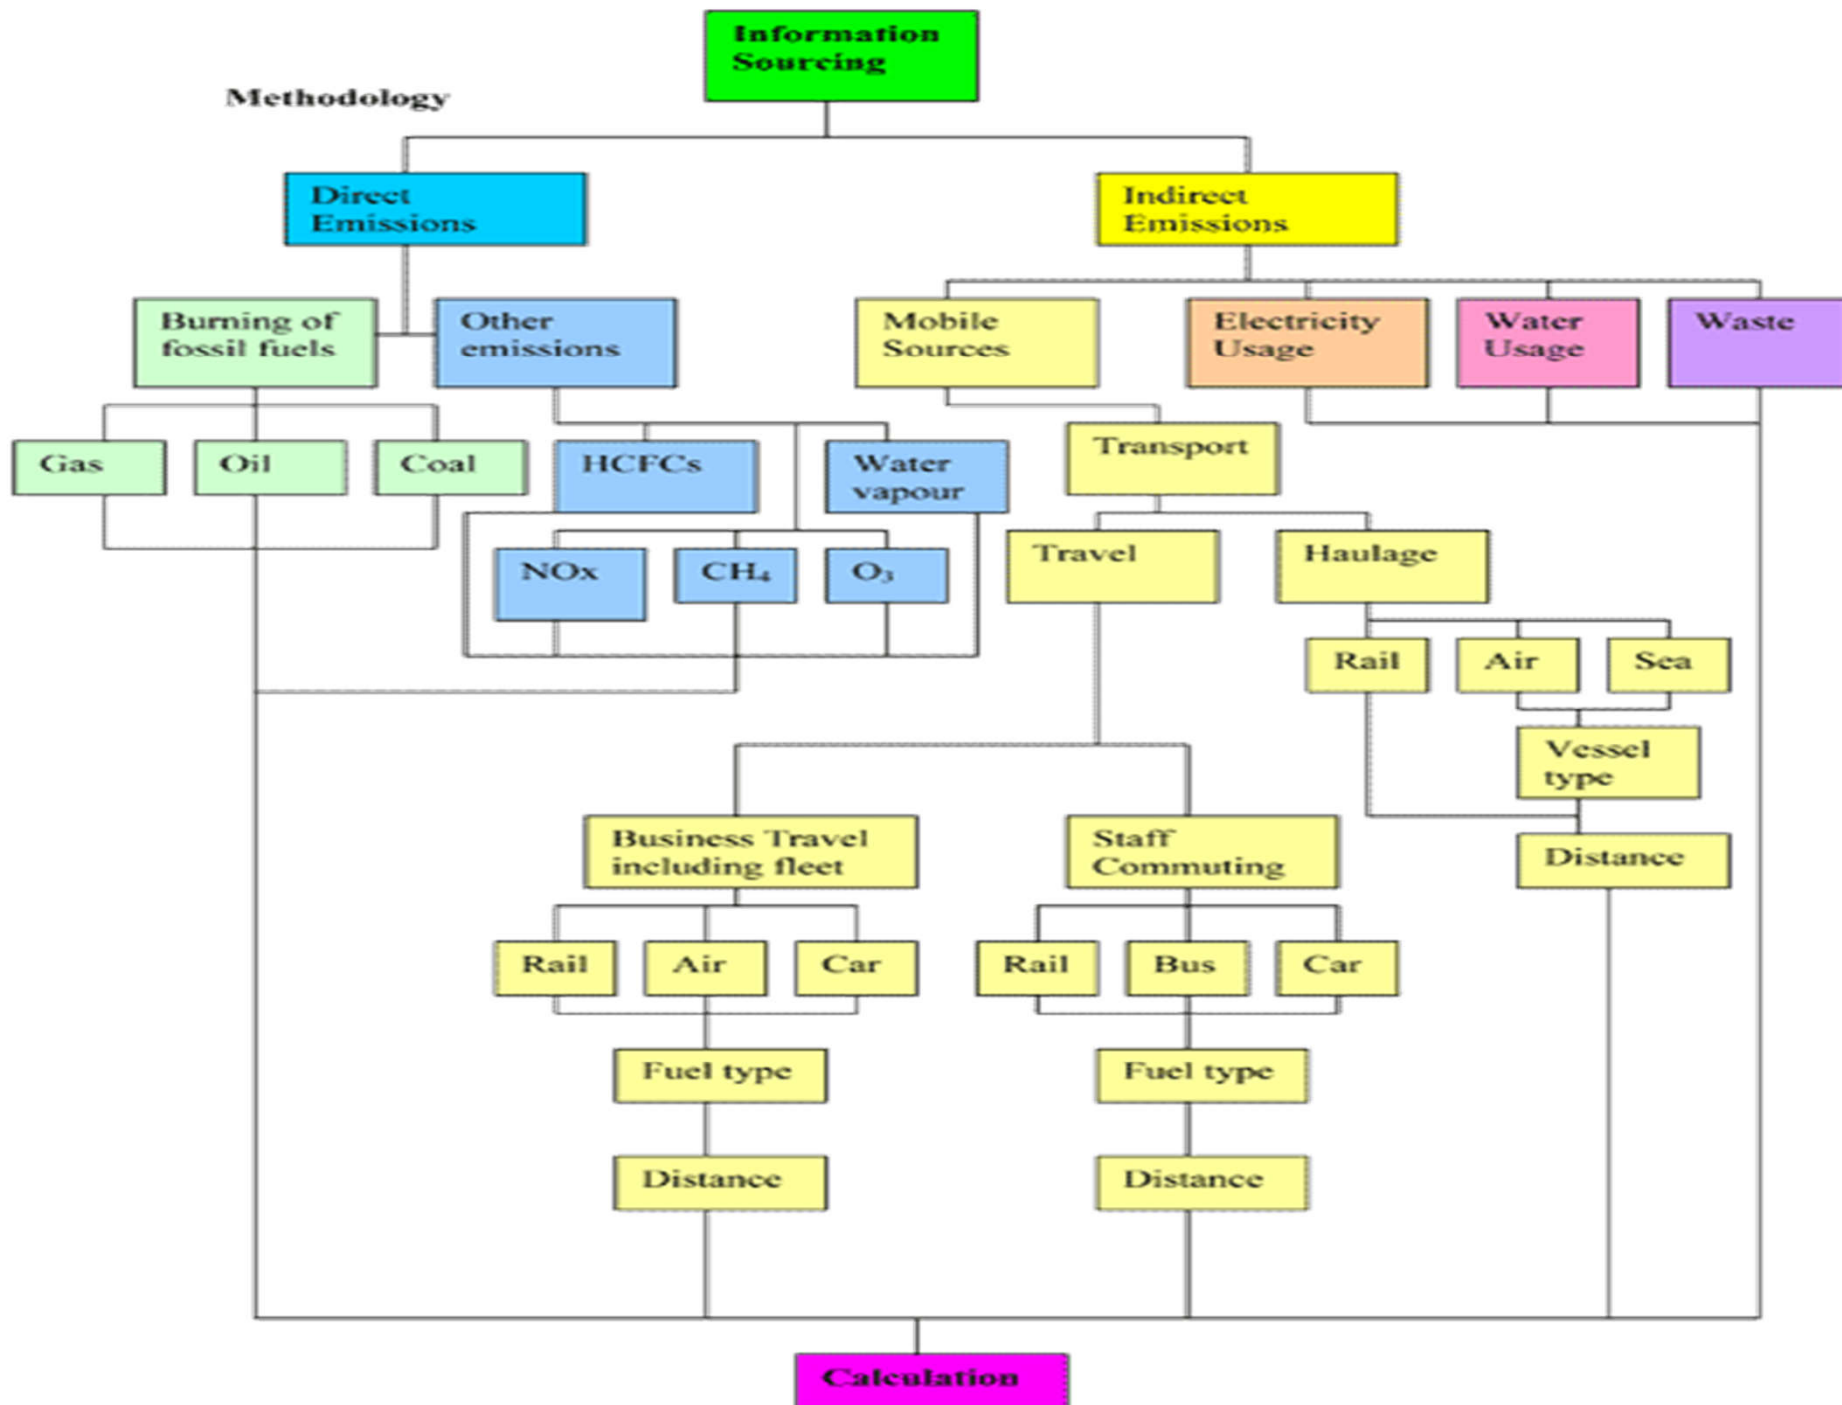 Information
Sourcing
Methodology
Direct
Emissions
Indirect
Emissions
Burning of
fossil fuels
Other
emissions
Mobile
Sources
Electricity
Usage
Water
Usage
Waste
Gas
Oil
Coal
HCFCs
Water
vapour
Transport
NOx
CH₄
O₃
Travel
Haulage
Rail
Air
Sea
Vessel
type
Business Travel
including fleet
Staff
Commuting
Distance
Rail
Air
Car
Rail
Bus
Car
Fuel type
Fuel type
Distance
Distance
Calculation